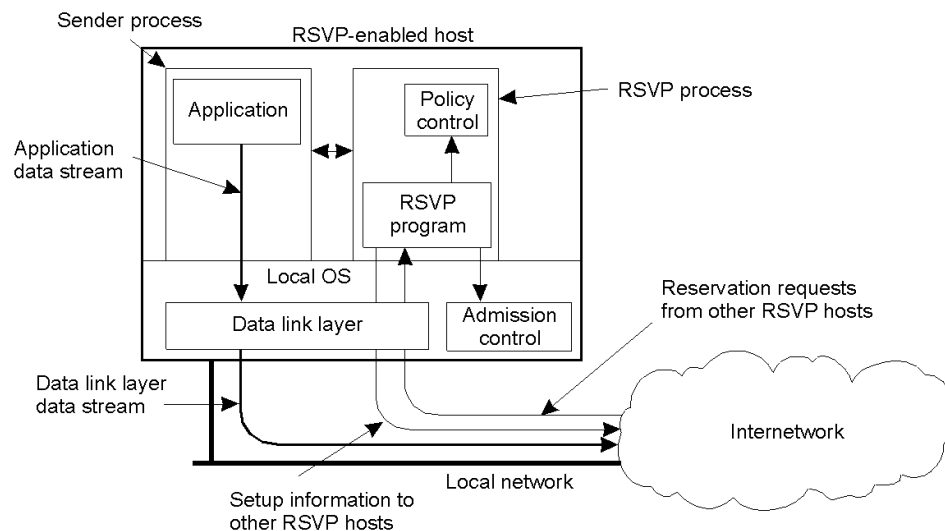 Sender process
RSVP-enabled host
Application
Policy
control
RSVP process
Application
data stream
RSVP
program
Local OS
Data link layer
Admission
control
Reservation requests
from other RSVP hosts
Data link layer
data stream
Internetwork
Local network
Setup information to
other RSVP hosts